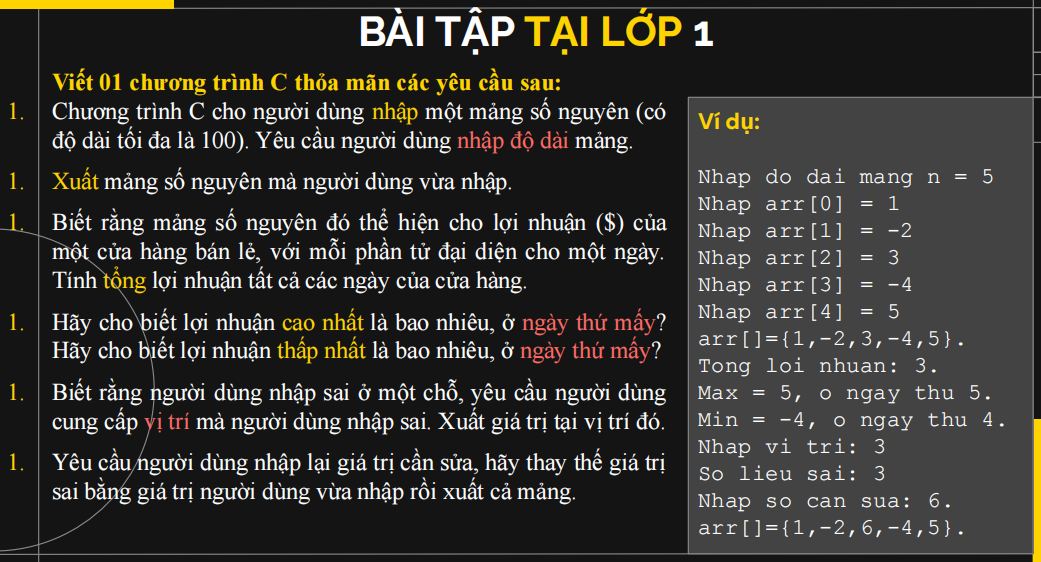 BÀI TẬP TẠI LỚP 1
Viết 01 chương trình C thỏa mãn các yêu cầu sau:
1. Chương trình C cho người dùng nhập một mảng số nguyên (có
độ dài tối đa là 100). Yêu cầu người dùng nhập độ dài mảng.
1. Xuất mảng số nguyên mà người dùng vừa nhập.
1. Biết rằng mảng số nguyên đó thể hiện cho lợi nhuận ($) của
một cửa hàng bán lẻ, với mỗi phần tử đại diện cho một ngày.
Tính tổng lợi nhuận tất cả các ngày của cửa hàng.
1. Hãy cho biết lợi nhuận cao nhất là bao nhiêu, ở ngày thứ mấy?
Hãy cho biết lợi nhuận thấp nhất là bao nhiêu, ở ngày thứ mấy?
1. Biết rằng người dùng nhập sai ở một chỗ, yêu cầu người dùng
cung cấp vị trí mà người dùng nhập sai. Xuất giá trị tại vị trí đó.
1. Yêu cầu người dùng nhập lại giá trị cần sửa, hãy thay thế giá trị
sai bằng giá trị người dùng vừa nhập rồi xuất cả mảng.
Ví dụ:
Nhap do dai mang n = 5
Nhap arr[0] = 1
Nhap arr[1] = -2
Nhap arr[2] = 3
Nhap arr[3] = -4
Nhap arr[4] = 5
arr[]={1,-2,3,-4,5}.
Tong loi nhuan: 3.
Max = 5, o ngay thu 5.
Min = -4, o ngay thu 4.
Nhap vi tri: 3
So lieu sai: 3
Nhap so can sua: 6.
arr[]={1,-2,6,-4,5}.